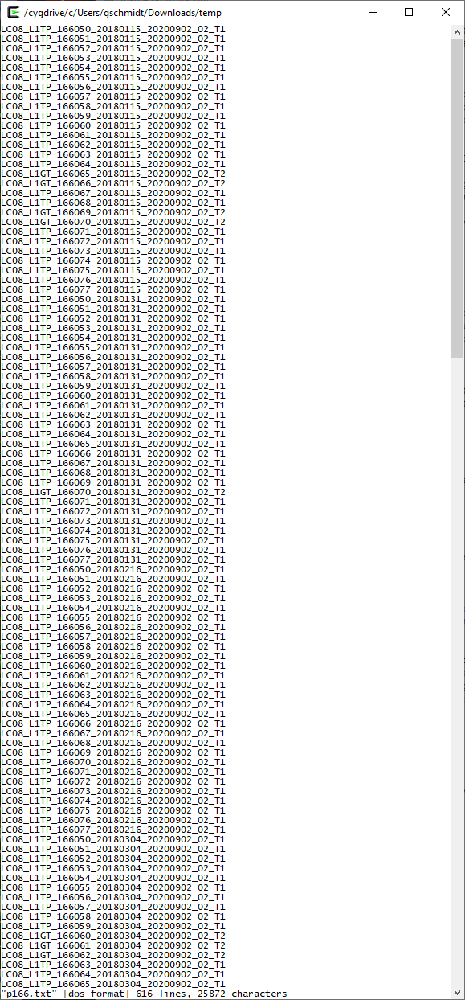 /cygdrive/c/Users/gschmidt/Downloads/temp
LC08_L1TP_166050_20180115_20200902_02_T1
LC08_L1TP_166051_20180115_20200902_02_T1
LC08_L1TP_166052_20180115_20200902_02_T1
LC08_L1TP_166053_20180115_20200902_02_T1
LC08_L1TP_166054_20180115_20200902_02_T1
LC08_L1TP_166055_20180115_20200902_02_T1
LC08_L1TP_166056_20180115_20200902_02_T1
LC08_L1TP_166057_20180115_20200902_02_T1
LC08_L1TP_166058_20180115_20200902_02_T1
LC08_L1TP_166059_20180115_20200902_02_T1
LC08_L1TP_166060_20180115_20200902_02_T1
LC08_L1TP_166061_20180115_20200902_02_T1
LC08_L1TP_166062_20180115_20200902_02_T1
LC08_L1TP_166063_20180115_20200902_02_T1
LC08_L1TP_166064_20180115_20200902_02_T1
LC08_L1GT_166065_20180115_20200902_02_T2
LC08_L1GT_166066_20180115_20200902_02_T2
LC08_L1TP_166067_20180115_20200902_02_T1
LC08_L1TP_166068_20180115_20200902_02_T1
LC08_L1GT_166069_20180115_20200902_02_T2
LC08_L1GT_166070_20180115_20200902_02_T2
LC08_L1TP_166071_20180115_20200902_02_T1
LC08_L1TP_166072_20180115_20200902_02_T1
LC08_L1TP_166073_20180115_20200902_02_T1
LC08_L1TP_166074_20180115_20200902_02_T1
LC08_L1TP_166075_20180115_20200902_02_T1
LC08_L1TP_166076_20180115_20200902_02_T1
LC08_L1TP_166077_20180115_20200902_02_T1
LC08_L1TP_166050_20180131_20200902_02_T1
LC08_L1TP_166051_20180131_20200902_02_T1
LC08_L1TP_166052_20180131_20200902_02_T1
LC08_L1TP_166053_20180131_20200902_02_T1
LC08_L1TP_166054_20180131_20200902_02_T1
LC08_L1TP_166055_20180131_20200902_02_T1
LC08_L1TP_166056_20180131_20200902_02_T1
LC08_L1TP_166057_20180131_20200902_02_T1
LC08_L1TP_166058_20180131_20200902_02_T1
LC08_L1TP_166059_20180131_20200902_02_T1
LC08_L1TP_166060_20180131_20200902_02_T1
LC08_L1TP_166061_20180131_20200902_02_T1
LC08_L1TP_166062_20180131_20200902_02_T1
LC08_L1TP_166063_20180131_20200902_02_T1
LC08_L1TP_166064_20180131_20200902_02_T1
LC08_L1TP_166065_20180131_20200902_02_T1
LC08_L1TP_166066_20180131_20200902_02_T1
LC08_L1TP_166067_20180131_20200902_02_T1
LC08_L1TP_166068_20180131_20200902_02_T1
LC08_L1TP_166069_20180131_20200902_02_T1
LC08_L1GT_166070_20180131_20200902_02_T2
LC08_L1TP_166071_20180131_20200902_02_T1
LC08_L1TP_166072_20180131_20200902_02_T1
LC08_L1TP_166073_20180131_20200902_02_T1
LC08_L1TP_166074_20180131_20200902_02_T1
LC08_L1TP_166075_20180131_20200902_02_T1
LC08_L1TP_166076_20180131_20200902_02_T1
LC08_L1TP_166077_20180131_20200902_02_T1
LC08_L1TP_166050_20180216_20200902_02_T1
LC08_L1TP_166051_20180216_20200902_02_T1
LC08_L1TP_166052_20180216_20200902_02_T1
LC08_L1TP_166053_20180216_20200902_02_T1
LC08_L1TP_166054_20180216_20200902_02_T1
LC08_L1TP_166055_20180216_20200902_02_T1
LC08_L1TP_166056_20180216_20200902_02_T1
LC08_L1TP_166057_20180216_20200902_02_T1
LC08_L1TP_166058_20180216_20200902_02_T1
LC08_L1TP_166059_20180216_20200902_02_T1
LC08_L1TP_166060_20180216_20200902_02_T1
LC08_L1TP_166061_20180216_20200902_02_T1
LC08_L1TP_166062_20180216_20200902_02_T1
LC08_L1TP_166063_20180216_20200902_02_T1
LC08_L1TP_166064_20180216_20200902_02_T1
LC08_L1TP_166065_20180216_20200902_02_T1
LC08_L1TP_166066_20180216_20200902_02_T1
LC08_L1TP_166067_20180216_20200902_02_T1
LC08_L1TP_166068_20180216_20200902_02_T1
LC08_L1TP_166069_20180216_20200902_02_T1
LC08_L1TP_166070_20180216_20200902_02_T1
LC08_L1TP_166071_20180216_20200902_02_T1
LC08_L1TP_166072_20180216_20200902_02_T1
LC08_L1TP_166073_20180216_20200902_02_T1
LC08_L1TP_166074_20180216_20200902_02_T1
LC08_L1TP_166075_20180216_20200902_02_T1
LC08_L1TP_166076_20180216_20200902_02_T1
LC08_L1TP_166077_20180216_20200902_02_T1
LC08_L1TP_166050_20180304_20200902_02_T1
LC08_L1TP_166051_20180304_20200902_02_T1
LC08_L1TP_166052_20180304_20200902_02_T1
LC08_L1TP_166053_20180304_20200902_02_T1
LC08_L1TP_166054_20180304_20200902_02_T1
LC08_L1TP_166055_20180304_20200902_02_T1
LC08_L1TP_166056_20180304_20200902_02_T1
LC08_L1TP_166057_20180304_20200902_02_T1
LC08_L1TP_166058_20180304_20200902_02_T1
LC08_L1TP_166059_20180304_20200902_02_T1
LC08_L1GT_166060_20180304_20200902_02_T2
LC08_L1GT_166061_20180304_20200902_02_T2
LC08_L1GT_166062_20180304_20200902_02_T2
LC08_L1TP_166063_20180304_20200902_02_T1
LC08_L1TP_166064_20180304_20200902_02_T1
LC08_L1TP_166065_20180304_20200902_02_T1
"p166.txt" [dos format] 616 lines, 25872 characters